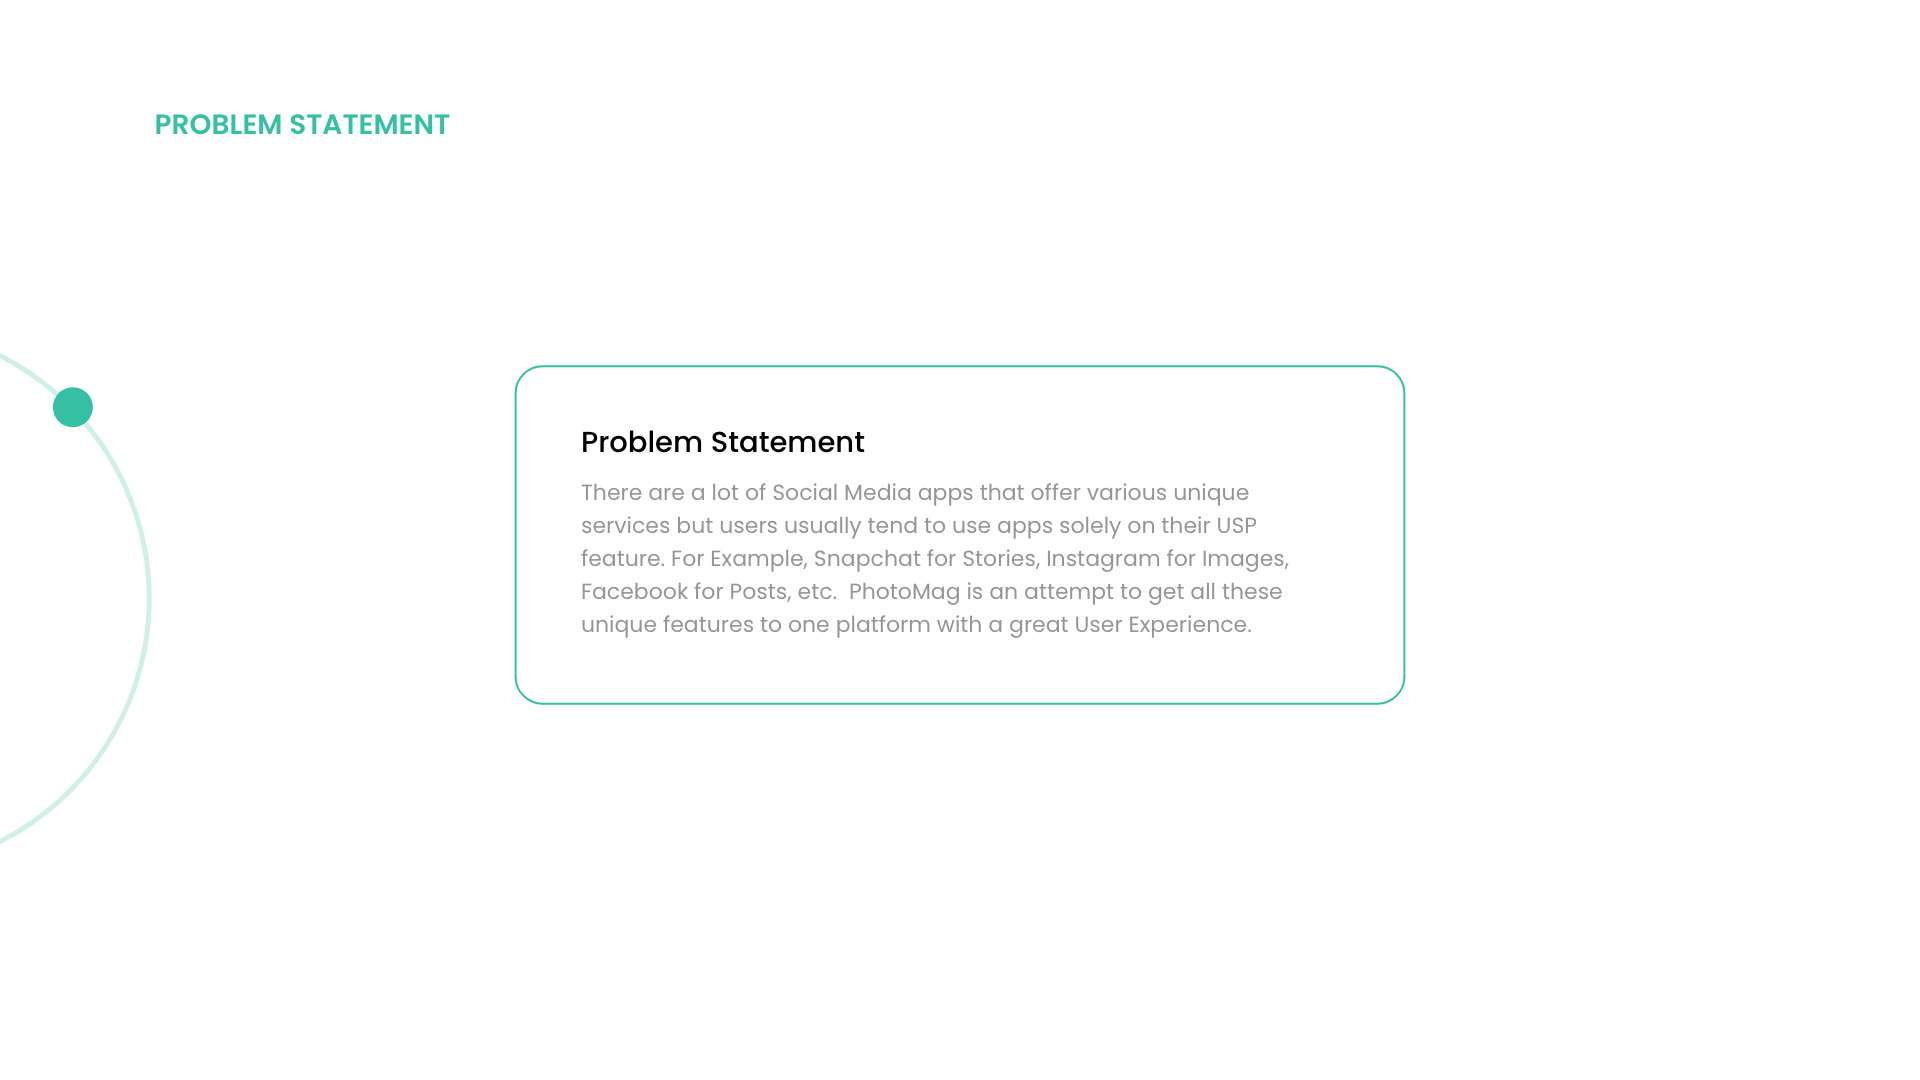 PROBLEM STATEMENT
Problem Statement
There are a lot of Social Media apps that offer various unique
services but users usually tend to use apps solely on their USP
feature. For Example, Snapchat for Stories, Instagram for Images,
Facebook for Posts, etc.  PhotoMag is an attempt to get all these
unique features to one platform with a great User Experience.